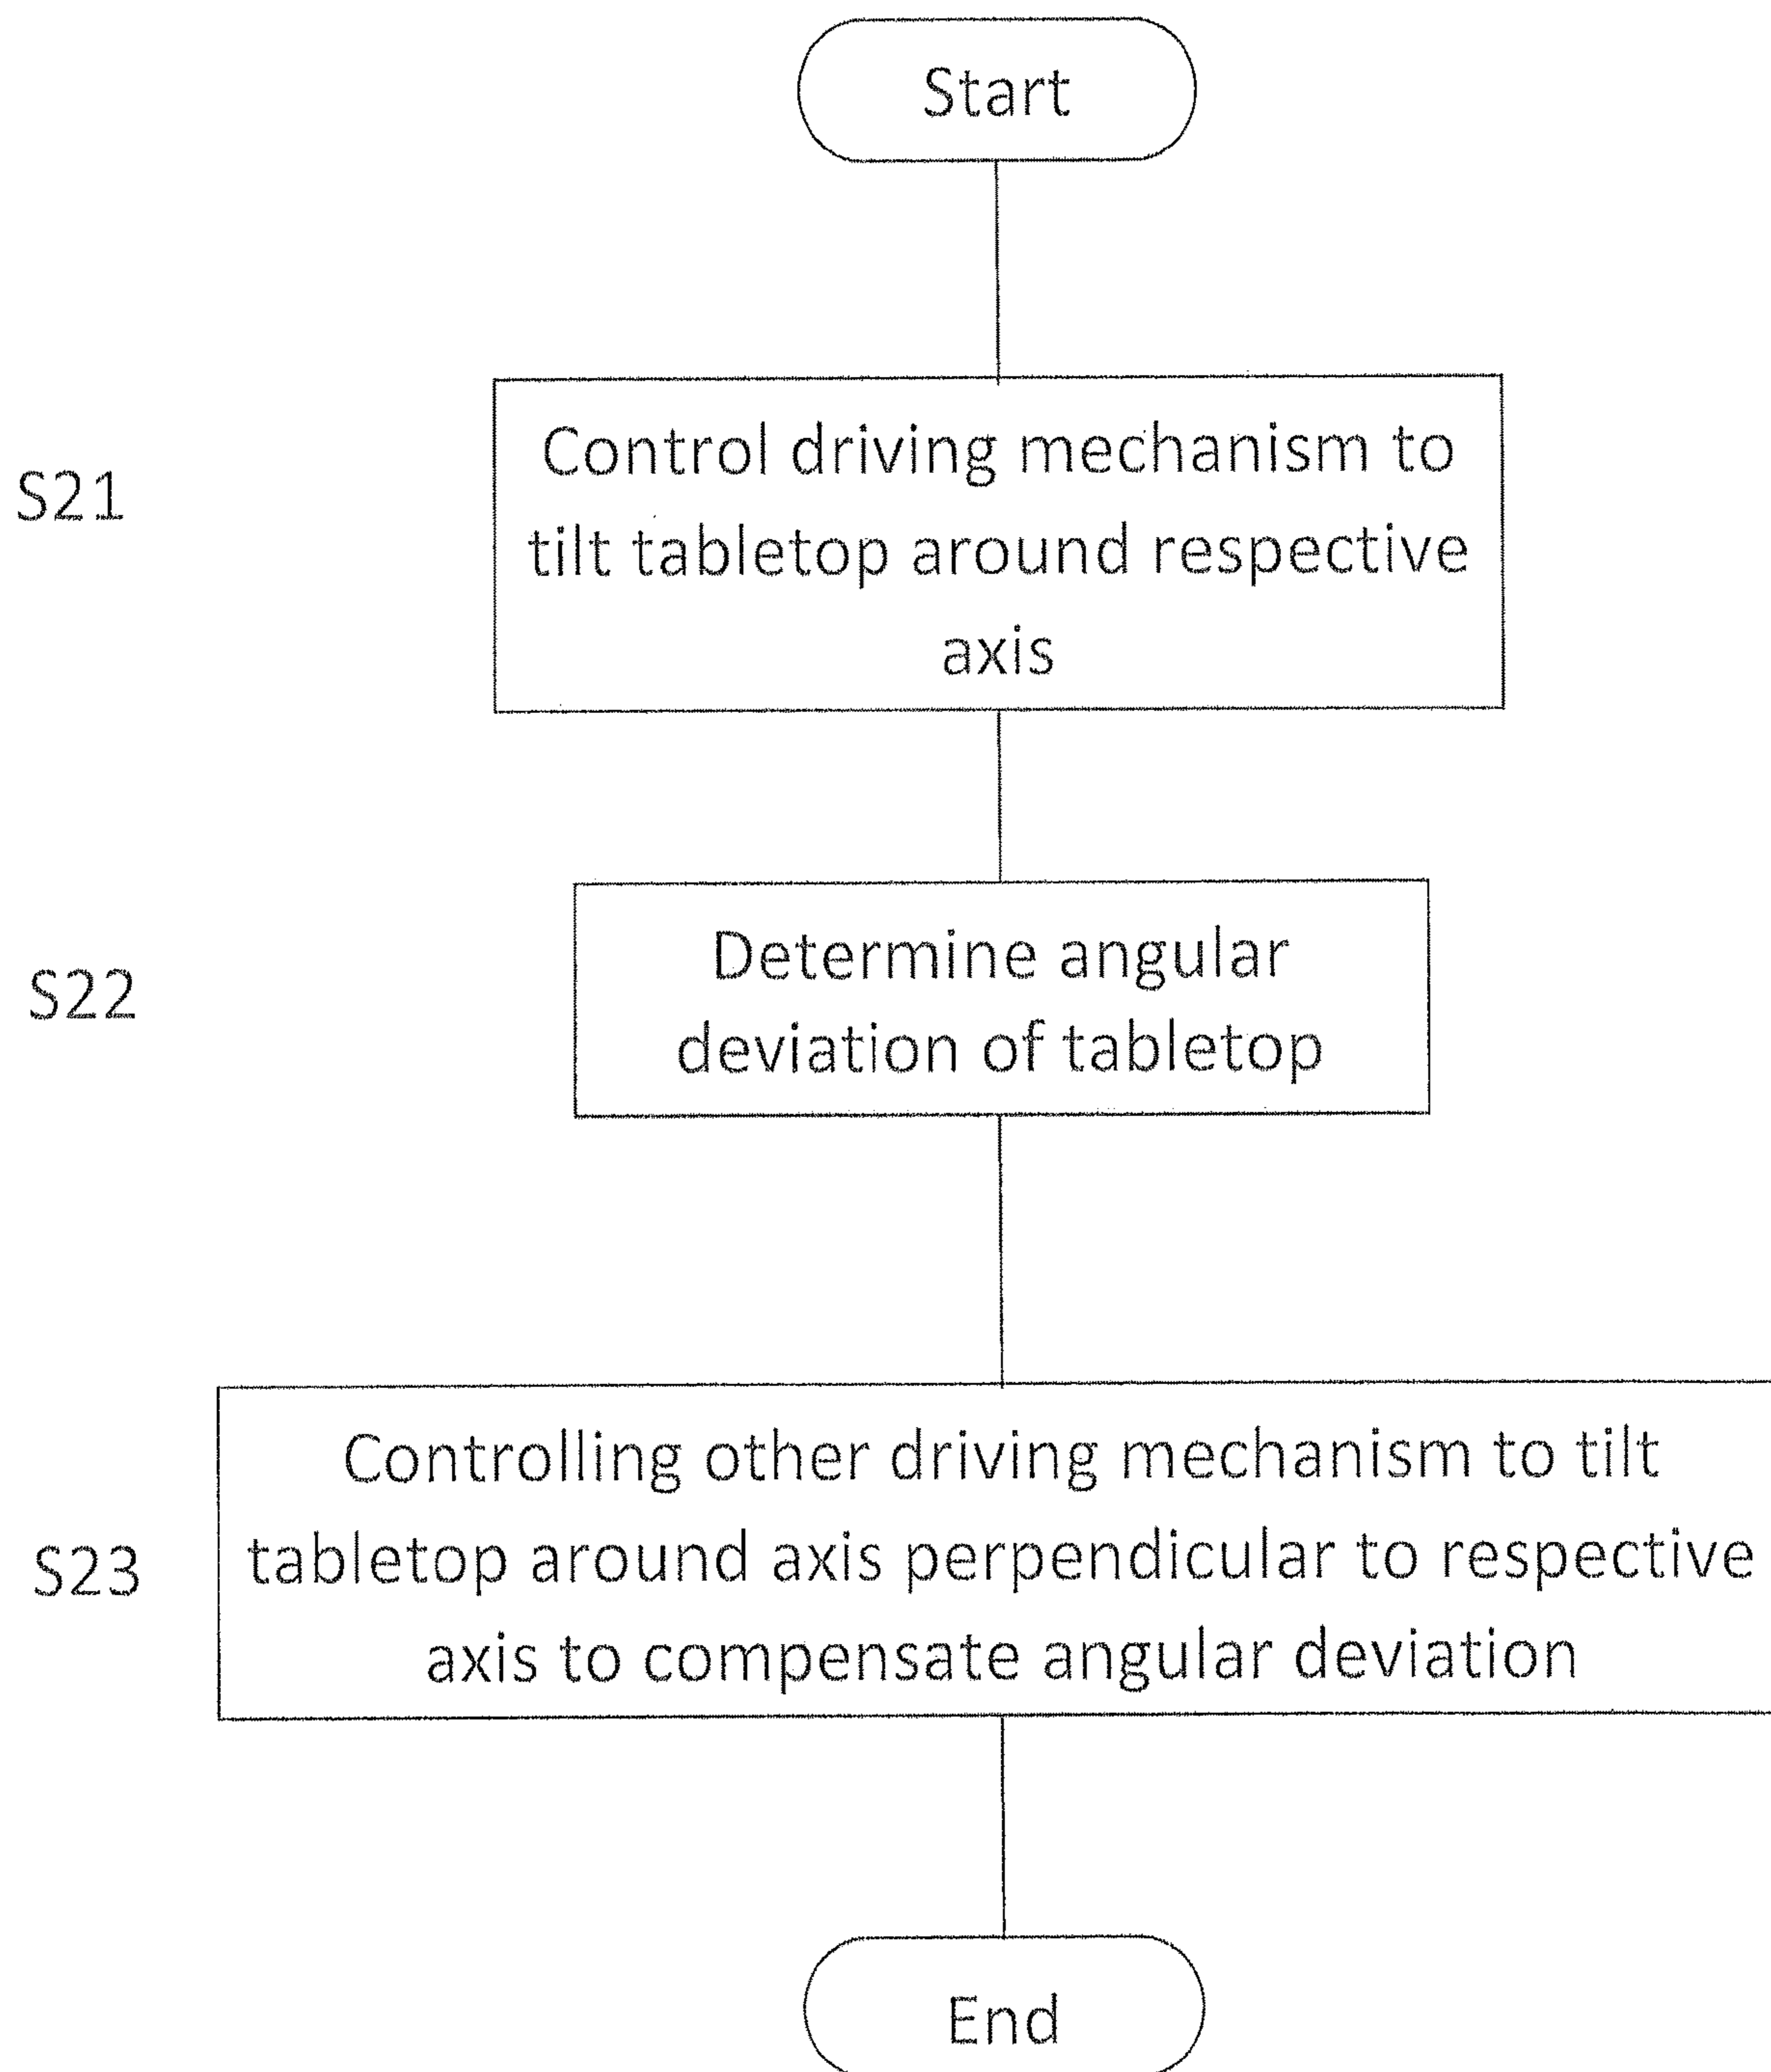 Start
S21
Control driving mechanism to
tilt tabletop around respective
axis
S22
Determine angular
deviation of tabletop
S23
Controlling other driving mechanism to tilt
tabletop around axis perpendicular to respective
axis to compensate angular deviation
End